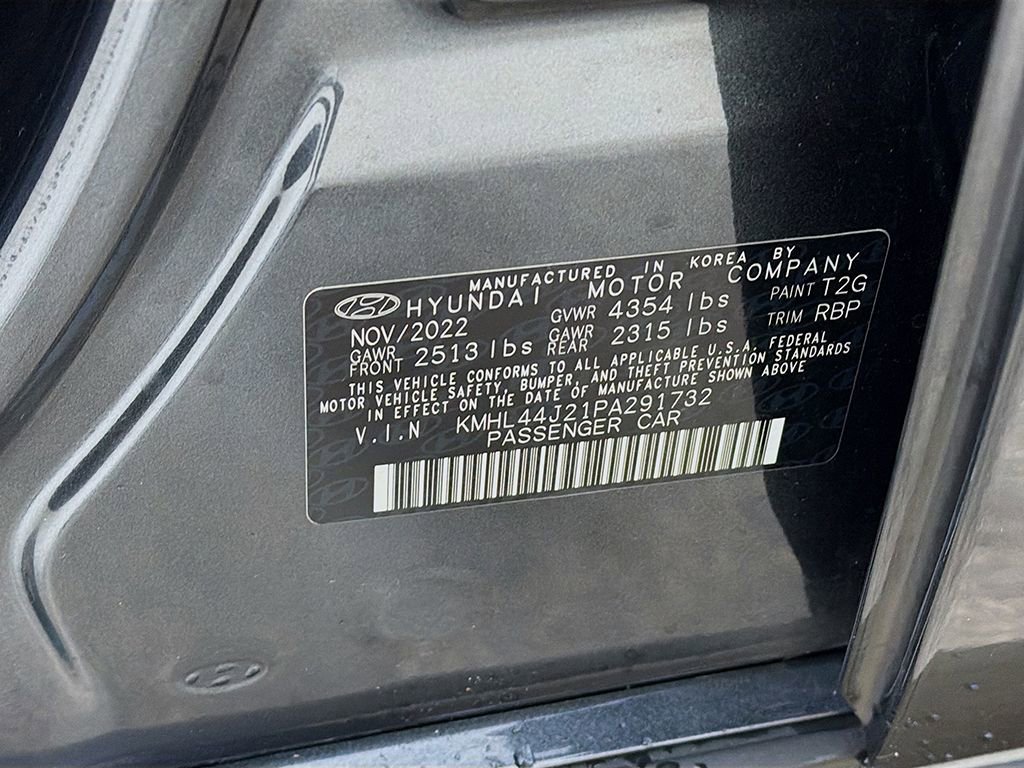 MANUFACTURED IN KOREA BY
HYUNDAI MOTOR COMPANY
NOV/2022 GVWR 4354 lbs PAINT T2G
GAWR FRONT 2513 lbs GAWR REAR 2315 lbs TRIM RBP
THIS VEHICLE CONFORMS TO ALL APPLICABLE U.S.A. FEDERAL
MOTOR VEHICLE SAFETY, BUMPER, AND THEFT PREVENTION STANDARDS
IN EFFECT ON THE DATE OF MANUFACTURE SHOWN ABOVE
V.I.N KMHL44J21PA291732
PASSENGER CAR